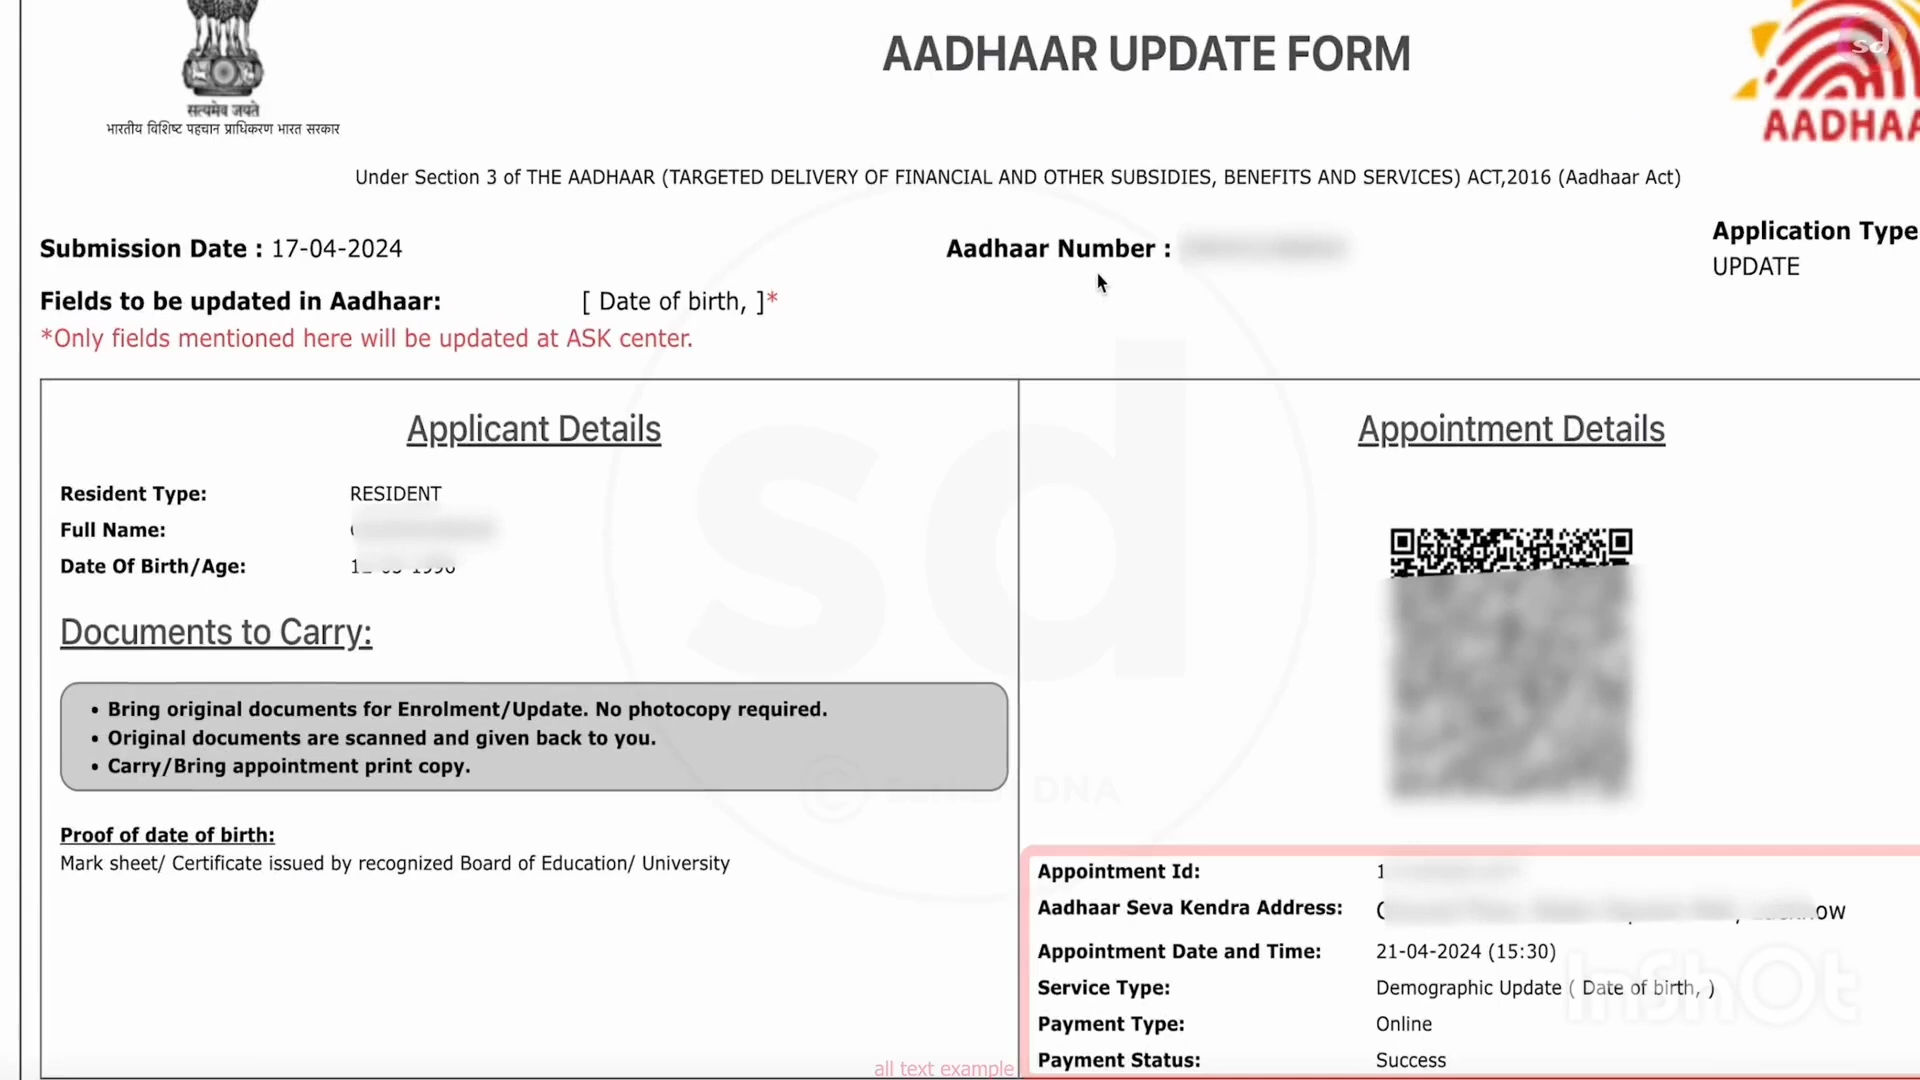 सत्यमेव जयते
भारतीय विशिष्ट पहचान प्राधिकरण भारत सरकार
AADHAAR UPDATE FORM
sd
AADHAA
Under Section 3 of THE AADHAAR (TARGETED DELIVERY OF FINANCIAL AND OTHER SUBSIDIES, BENEFITS AND SERVICES) ACT,2016 (Aadhaar Act)
Submission Date : 17-04-2024
Aadhaar Number :
Application Type
UPDATE
Fields to be updated in Aadhaar: [ Date of birth, ]*
*Only fields mentioned here will be updated at ASK center.
Applicant Details
Resident Type: RESIDENT
Full Name:
Date Of Birth/Age:
Documents to Carry:
• Bring original documents for Enrolment/Update. No photocopy required.
• Original documents are scanned and given back to you.
• Carry/Bring appointment print copy.
Proof of date of birth:
Mark sheet/ Certificate issued by recognized Board of Education/ University
all text example
Appointment Details
Appointment Id: 1
Aadhaar Seva Kendra Address:
Appointment Date and Time: 21-04-2024 (15:30)
Service Type: Demographic Update ( Date of birth, )
Payment Type: Online
Payment Status: Success
sd
© DNA
InShOt